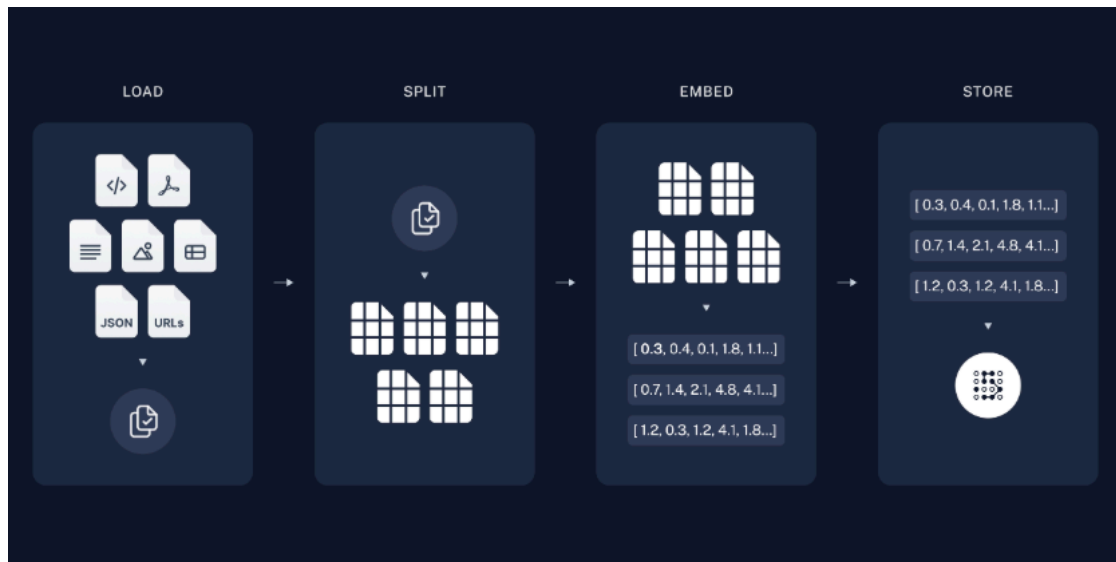 LOAD
SPLIT
EMBED
STORE
</>
JSON
URLs
[ 0.3, 0.4, 0.1, 1.8, 1.1...]
[ 0.7, 1.4, 2.1, 4.8, 4.1...]
[ 1.2, 0.3, 1.2, 4.1, 1.8...]
[ 0.3, 0.4, 0.1, 1.8, 1.1...]
[ 0.7, 1.4, 2.1, 4.8, 4.1...]
[ 1.2, 0.3, 1.2, 4.1, 1.8...]